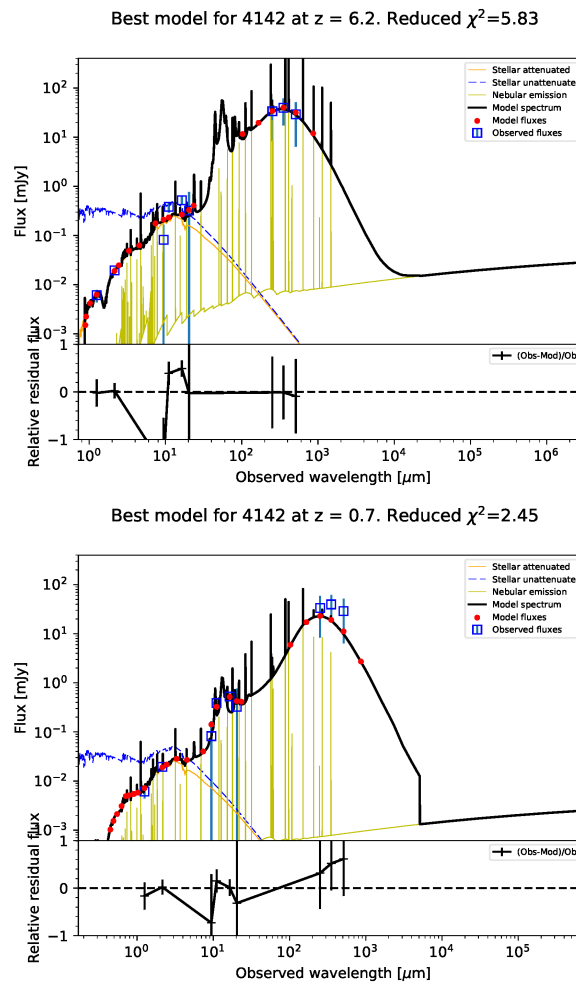 Best model for 4142 at z = 6.2. Reduced χ²=5.83
Stellar attenuated
Stellar unattenuate
Nebular emission
Model spectrum
Model fluxes
Observed fluxes
Flux [mJy]
10²
10¹
10⁰
10⁻¹
10⁻²
10⁻³
Relative residual flux
1
0
−1
(Obs-Mod)/Ob
10⁰ 10¹ 10² 10³ 10⁴ 10⁵ 10⁶
Observed wavelength [μm]
Best model for 4142 at z = 0.7. Reduced χ²=2.45
Stellar attenuated
Stellar unattenuate
Nebular emission
Model spectrum
Model fluxes
Observed fluxes
Flux [mJy]
10²
10¹
10⁰
10⁻¹
10⁻²
10⁻³
Relative residual flux
1
0
−1
(Obs-Mod)/Ob
10⁰ 10¹ 10² 10³ 10⁴ 10⁵
Observed wavelength [μm]